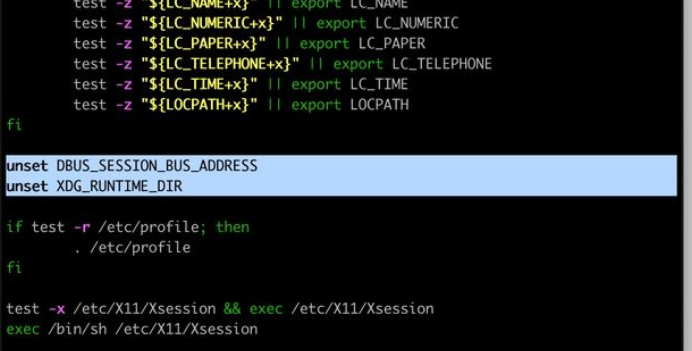 test -z "${LC_NAME+x}" || export LC_NAME
test -z "${LC_NUMERIC+x}" || export LC_NUMERIC
test -z "${LC_PAPER+x}" || export LC_PAPER
test -z "${LC_TELEPHONE+x}" || export LC_TELEPHONE
test -z "${LC_TIME+x}" || export LC_TIME
test -z "${LOCPATH+x}" || export LOCPATH
fi
unset DBUS_SESSION_BUS_ADDRESS
unset XDG_RUNTIME_DIR
if test -r /etc/profile; then
. /etc/profile
fi
test -x /etc/X11/Xsession && exec /etc/X11/Xsession
exec /bin/sh /etc/X11/Xsession